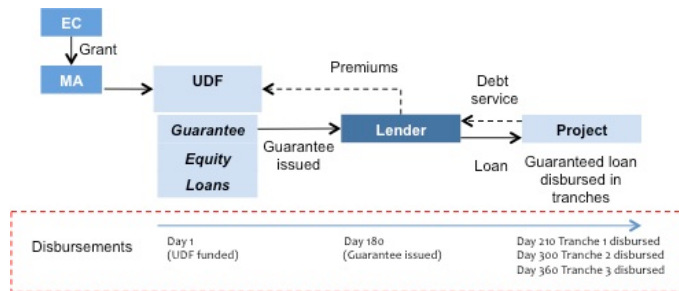 EC
Grant
MA
UDF
Premiums
Debt
service
Guarantee
Lender
Project
Equity
Loans
Guarantee
issued
Loan
Guaranteed loan
disbursed in
tranches
Disbursements
Day 1
(UDF funded)
Day 180
(Guarantee issued)
Day 210 Tranche 1 disbursed
Day 300 Tranche 2 disbursed
Day 360 Tranche 3 disbursed